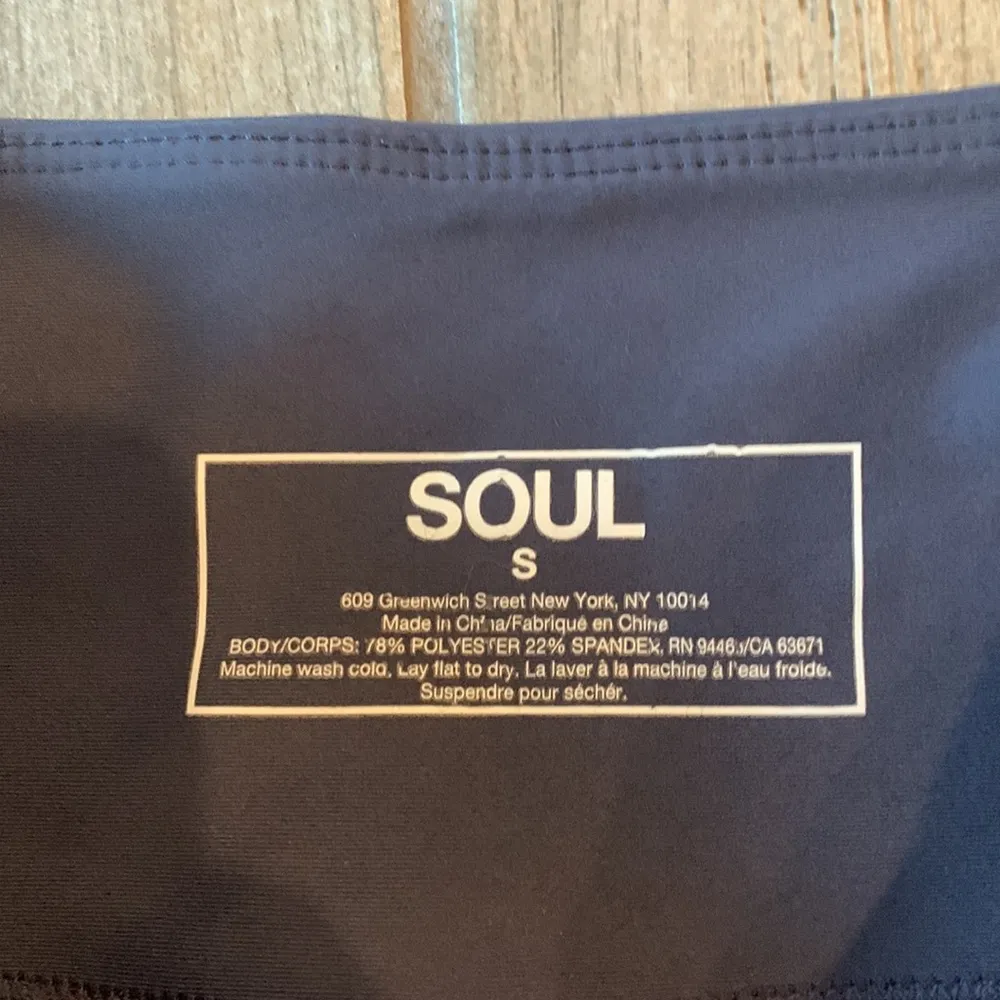 SOUL
S
609 Greenwich Street New York, NY 10014
Made in China/Fabriqué en Chine
BODY/CORPS: 78% POLYESTER 22% SPANDEX, RN /CA 63671
Machine wash cold, Lay flat to dry. La laver à la machine à l'eau froide.
Suspendre pour séchér.